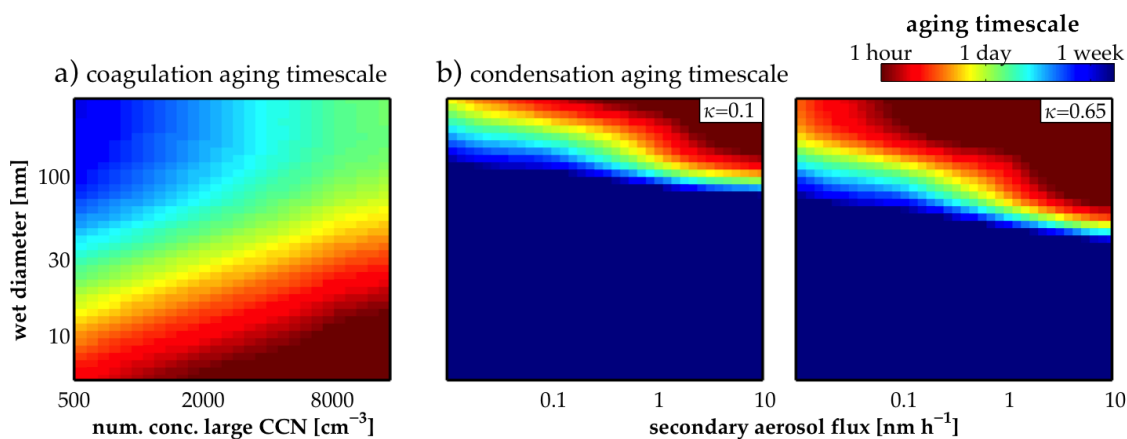 aging timescale
1 hour 1 day 1 week
a) coagulation aging timescale
b) condensation aging timescale
κ=0.1
κ=0.65
wet diameter [nm]
100
30
10
500 2000 8000
num. conc. large CCN [cm⁻³]
0.1 1 10
0.1 1 10
secondary aerosol flux [nm h⁻¹]